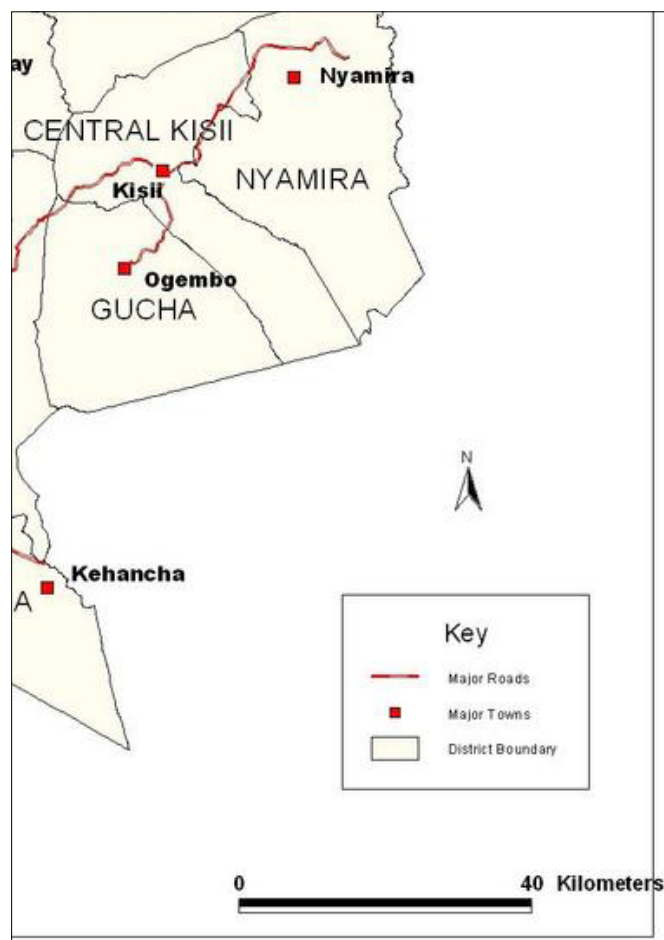 ay
Nyamira
CENTRAL KISII
NYAMIRA
Kisii
Ogembo
GUCHA
N
Kehancha
A
Key
Major Roads
Major Towns
District Boundary
0 40 Kilometers